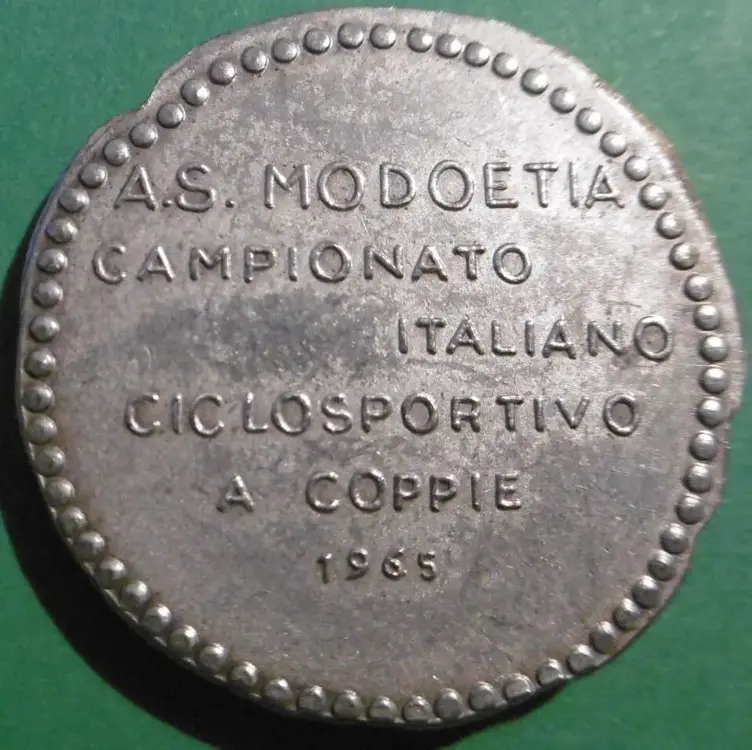 A.S. MODOETIA
CAMPIONATO
ITALIANO
CICLOSPORTIVO
A COPPIE
1965